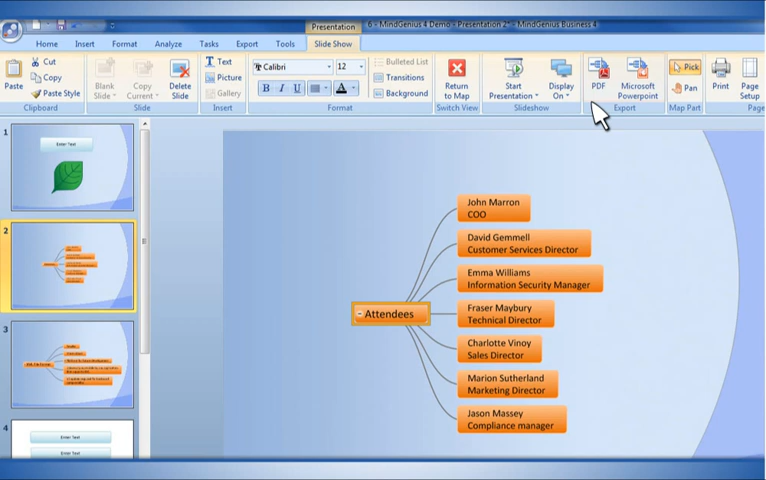 Presentation
6 - MindGenius 4 Demo - Presentation 2* - MindGenius Business 4
Home Insert Format Analyze Tasks Export Tools Slide Show
Paste
Cut
Copy
Paste Style
Clipboard
Blank Slide
Copy Current
Delete Slide
Slide
Text
Picture
Gallery
Insert
Calibri 12
B I U A
Bulleted List
Transitions
Background
Format
Return to Map
Switch View
Start Presentation
Display On
Slideshow
PDF
Microsoft Powerpoint
Export
Pick
Pan
Map Part
Print
Page Setup
Page
1
Enter Text
2
3
4
Enter Text
Enter Text
Attendees
John Marron
COO
David Gemmell
Customer Services Director
Emma Williams
Information Security Manager
Fraser Maybury
Technical Director
Charlotte Vinoy
Sales Director
Marion Sutherland
Marketing Director
Jason Massey
Compliance manager